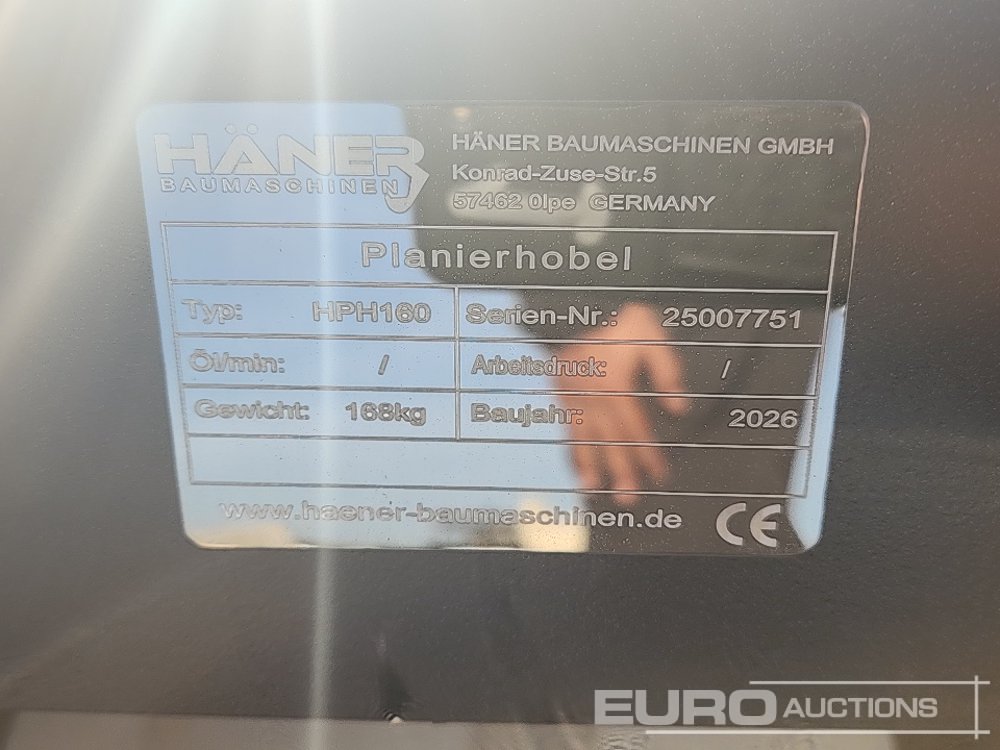 HÄNER
BAUMASCHINEN
HÄNER BAUMASCHINEN GMBH
Konrad-Zuse-Str.5
57462 Olpe GERMANY
Planierhobel
Typ: HPH160 Serien-Nr.: 25007751
Öl/min: / Arbeitsdruck: /
Gewicht: 168kg Baujahr: 2026
www.haener-baumaschinen.de CE
EURO AUCTIONS